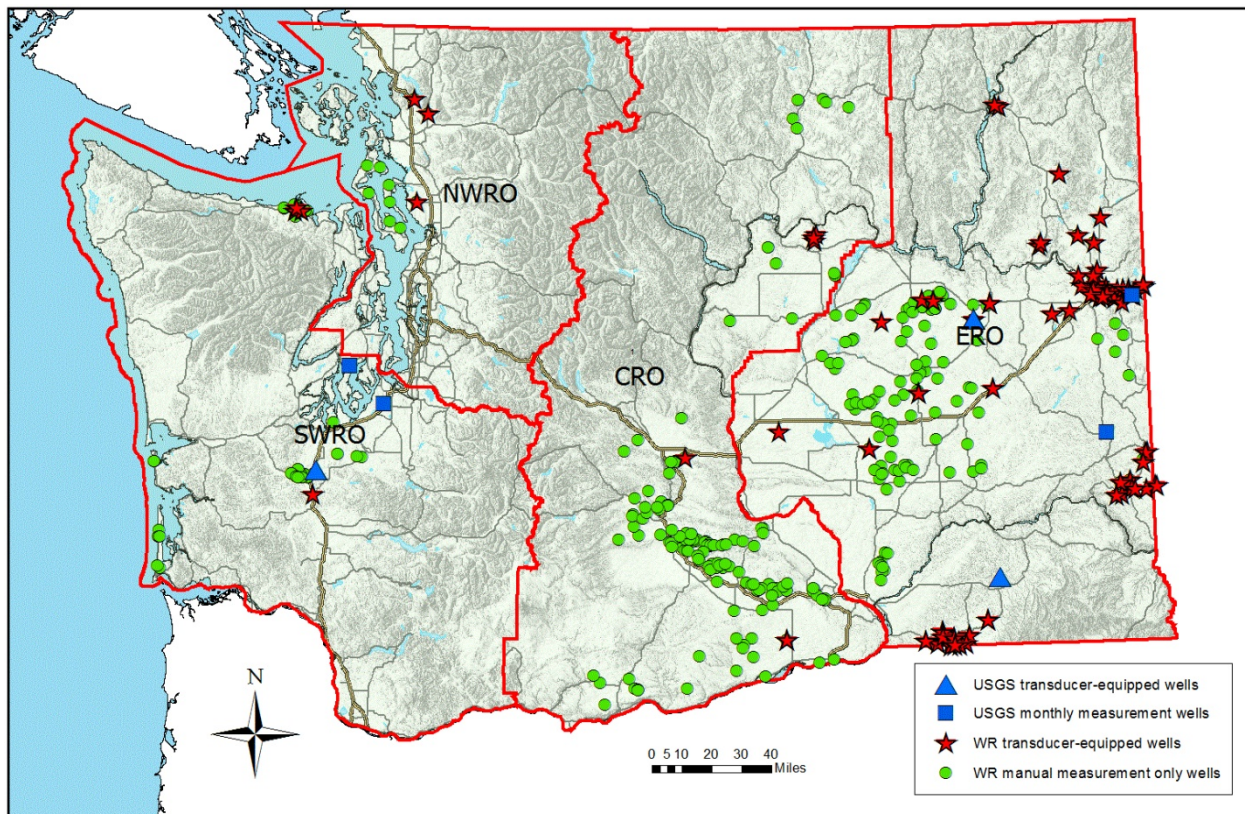 NWRO
CRO
ERO
SWRO
N
0 5 10 20 30 40
Miles
USGS transducer-equipped wells
USGS monthly measurement wells
WR transducer-equipped wells
WR manual measurement only wells